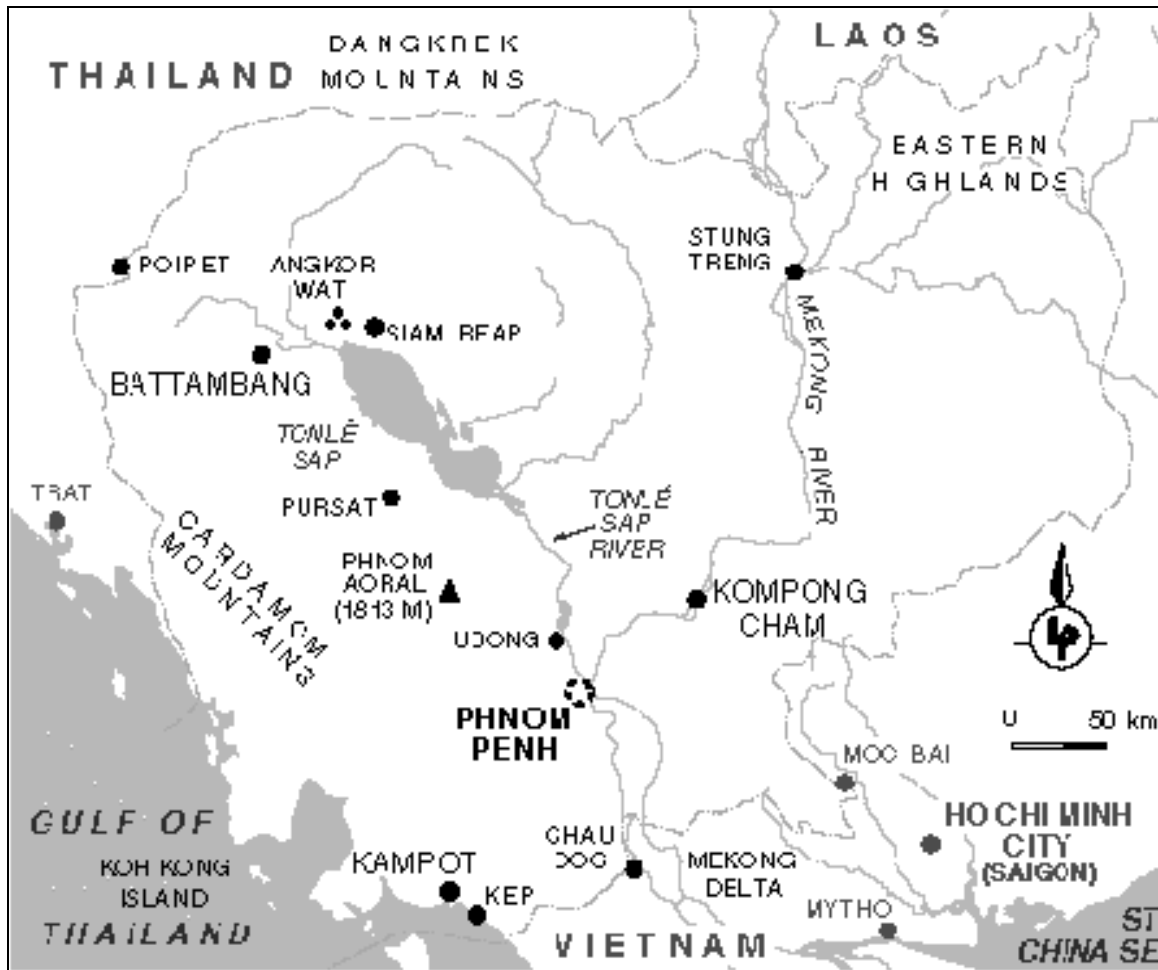 DANGKREK
MOUNTAINS
THAILAND
LAOS
EASTERN
HIGHLANDS
STUNG
TRENG
POIPET
ANGKOR
WAT
SIAM REAP
BATTAMBANG
MEKONG RIVER
TONLÉ
SAP
TRAT
PURSAT
TONLÉ
SAP
RIVER
CARDAMOM
MOUNTAINS
PHNOM
AORAL
(1813 M)
KOMPONG
CHAM
UDONG
LP
PHNOM
PENH
0 50 km
MOC BAI
GULF OF
HO CHI MINH
CITY
(SAIGON)
CHAU
DOC
KAMPOT
MEKONG
DELTA
KOH KONG
ISLAND
KEP
MYTHO
THAILAND
VIETNAM
CHINA SE